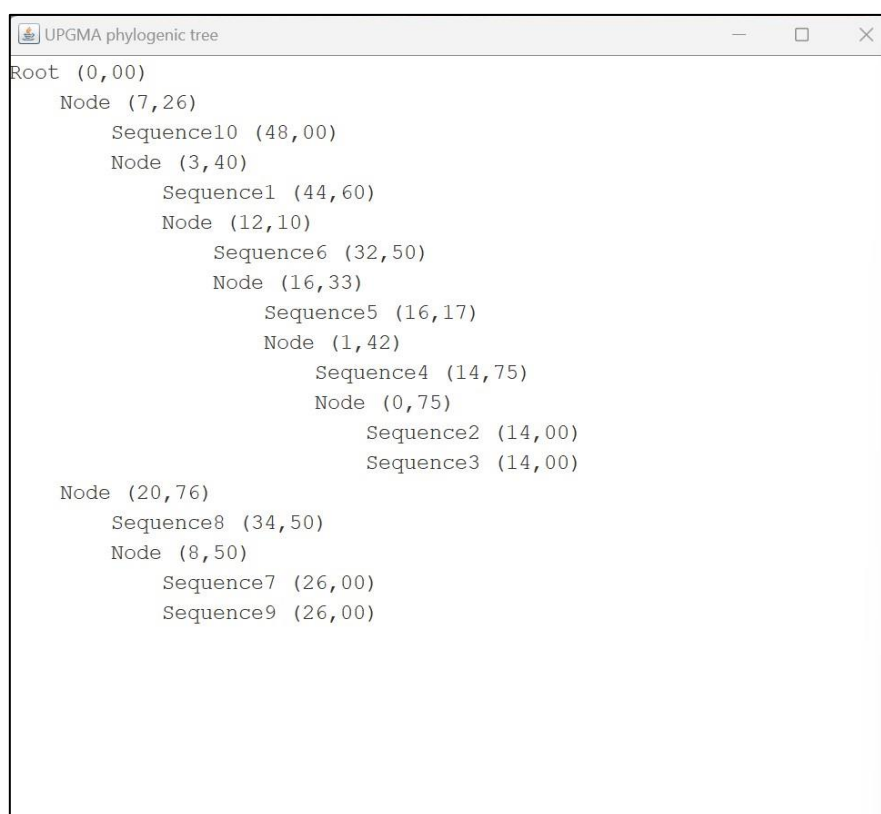 UPGMA phylogenic tree
Root (0,00)
Node (7,26)
Sequence10 (48,00)
Node (3,40)
Sequence1 (44,60)
Node (12,10)
Sequence6 (32,50)
Node (16,33)
Sequence5 (16,17)
Node (1,42)
Sequence4 (14,75)
Node (0,75)
Sequence2 (14,00)
Sequence3 (14,00)
Node (20,76)
Sequence8 (34,50)
Node (8,50)
Sequence7 (26,00)
Sequence9 (26,00)